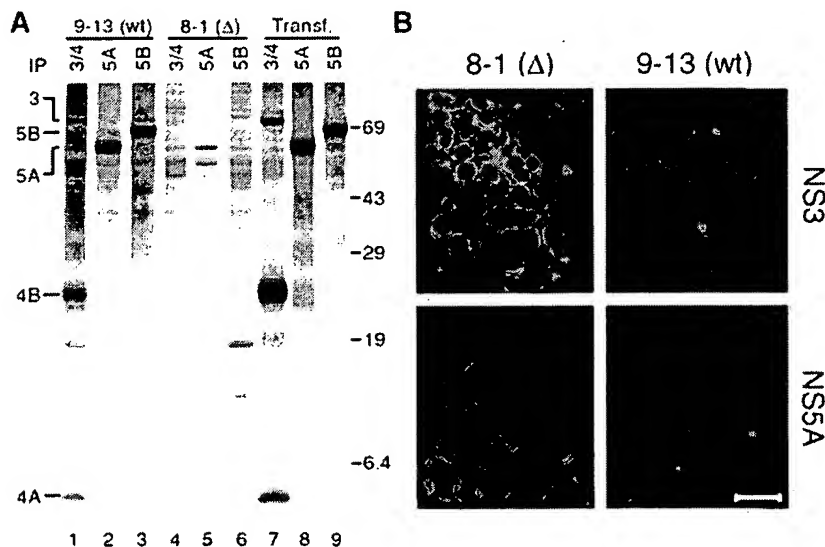 A
9-13 (wt) 8-1 (Δ) Transf.
IP 3/4 5A 5B 3/4 5A 5B 3/4 5A 5B
3
5B
5A
4B
4A
-69
-43
-29
-19
-6.4
1 2 3 4 5 6 7 8 9
B
8-1 (Δ) 9-13 (wt)
NS3
NS5A